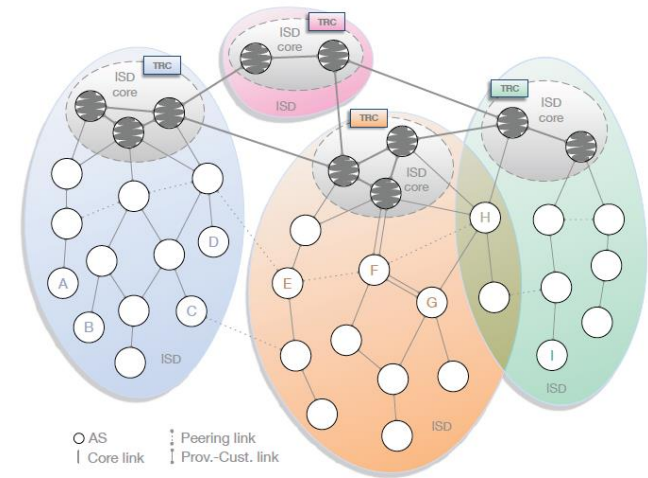 TRC
ISD
core
ISD
TRC
ISD
core
TRC
ISD
core
TRC
ISD
core
A
B
C
D
ISD
E
F
G
H
ISD
I
ISD
AS
Peering link
Core link
Prov.-Cust. link